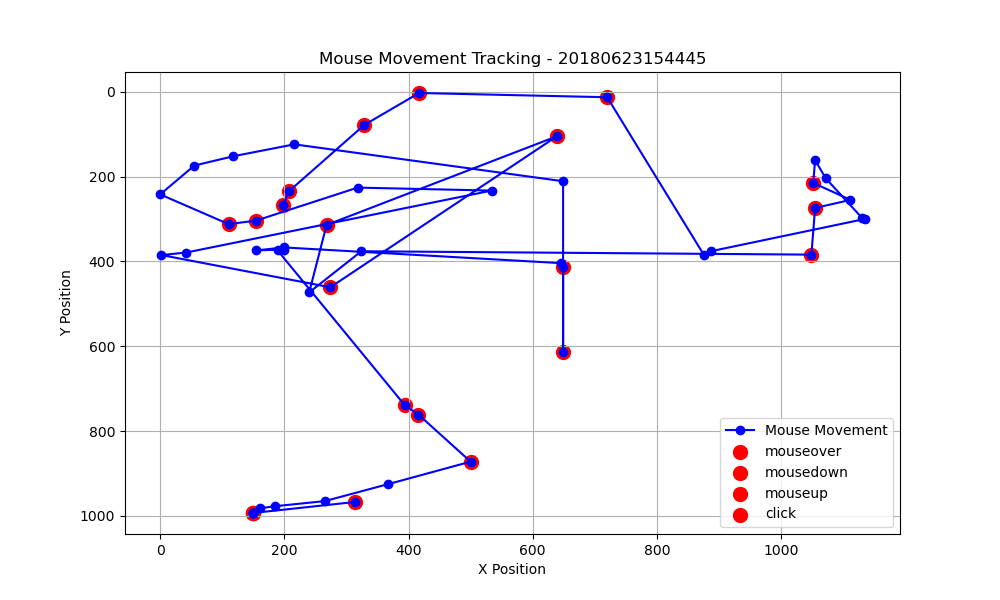 Mouse Movement Tracking - 20180623154445
0
200
400
600
800
1000
Y Position
0
200
400
600
800
1000
X Position
Mouse Movement
mouseover
mousedown
mouseup
click